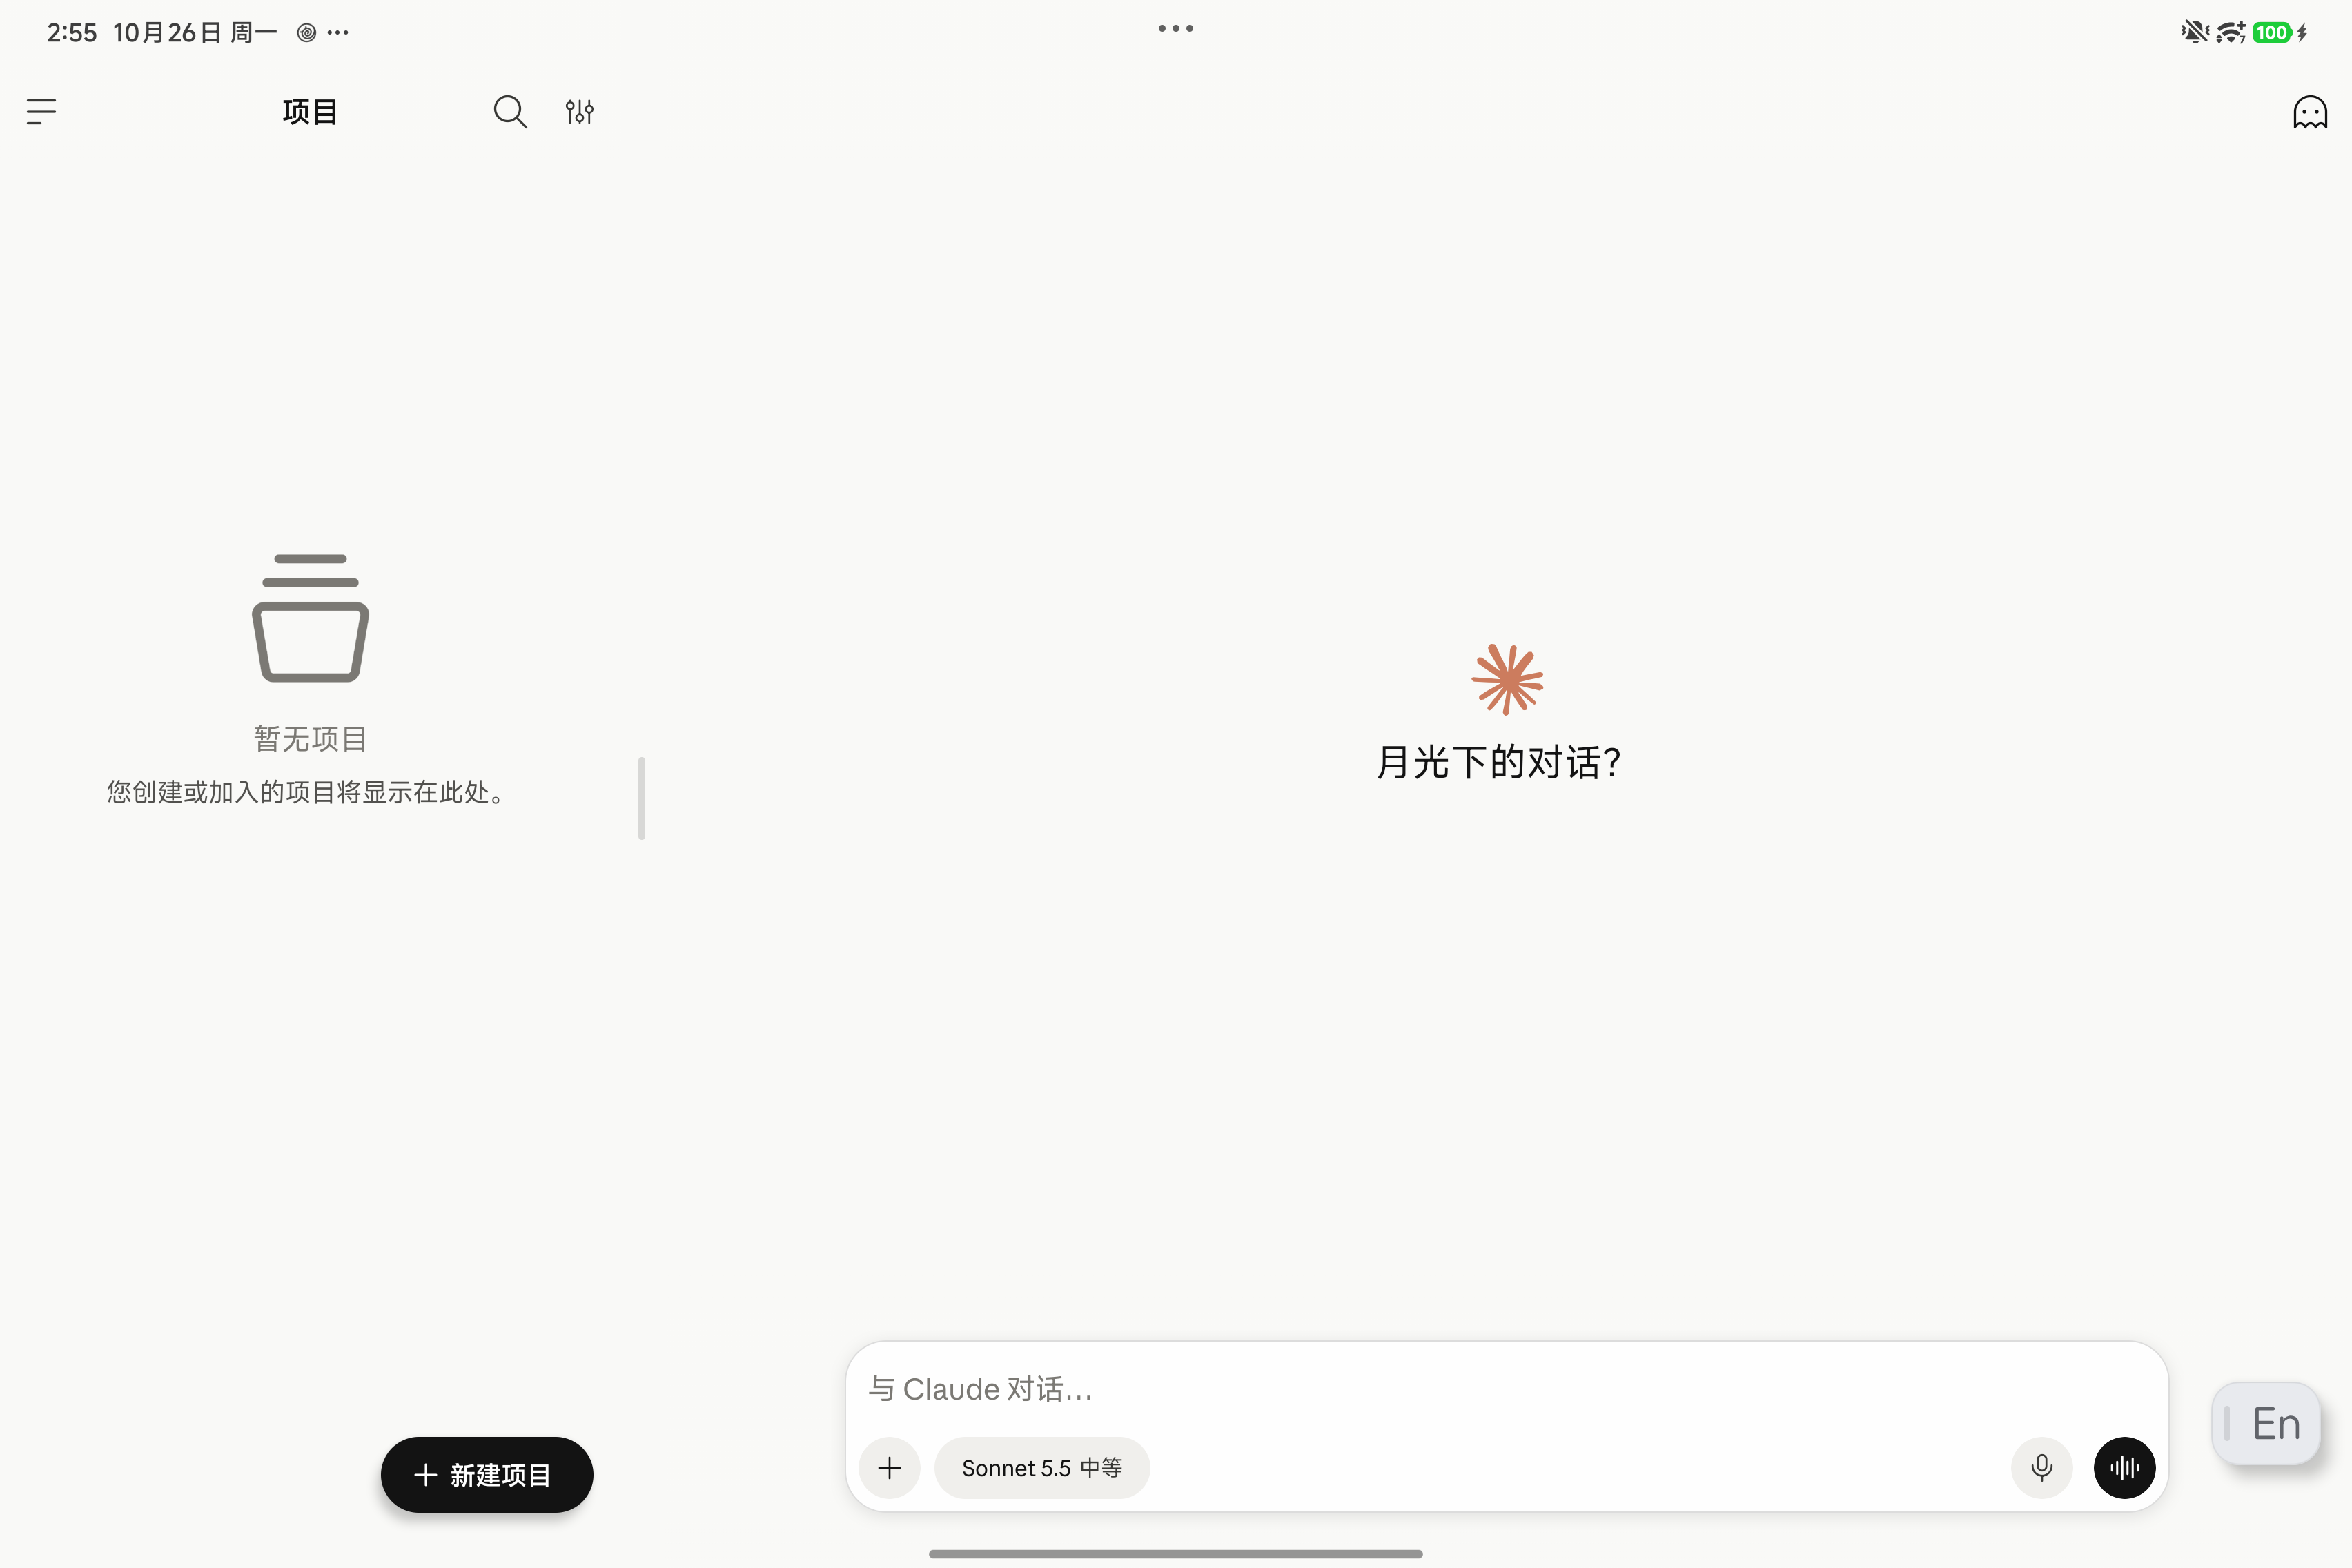 2:55 10月26日 周一
7 100
项目
暂无项目
您创建或加入的项目将显示在此处。
新建项目
月光下的对话？
与 Claude 对话...
Sonnet 5.5 中等
En